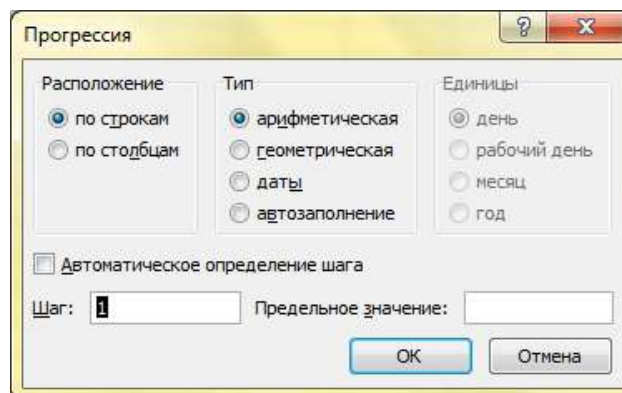 Прогрессия
Расположение
по строкам
по столбцам
Тип
арифметическая
геометрическая
даты
автозаполнение
Единицы
день
рабочий день
месяц
год
Автоматическое определение шага
Шаг: 1
Предельное значение:
ОК
Отмена